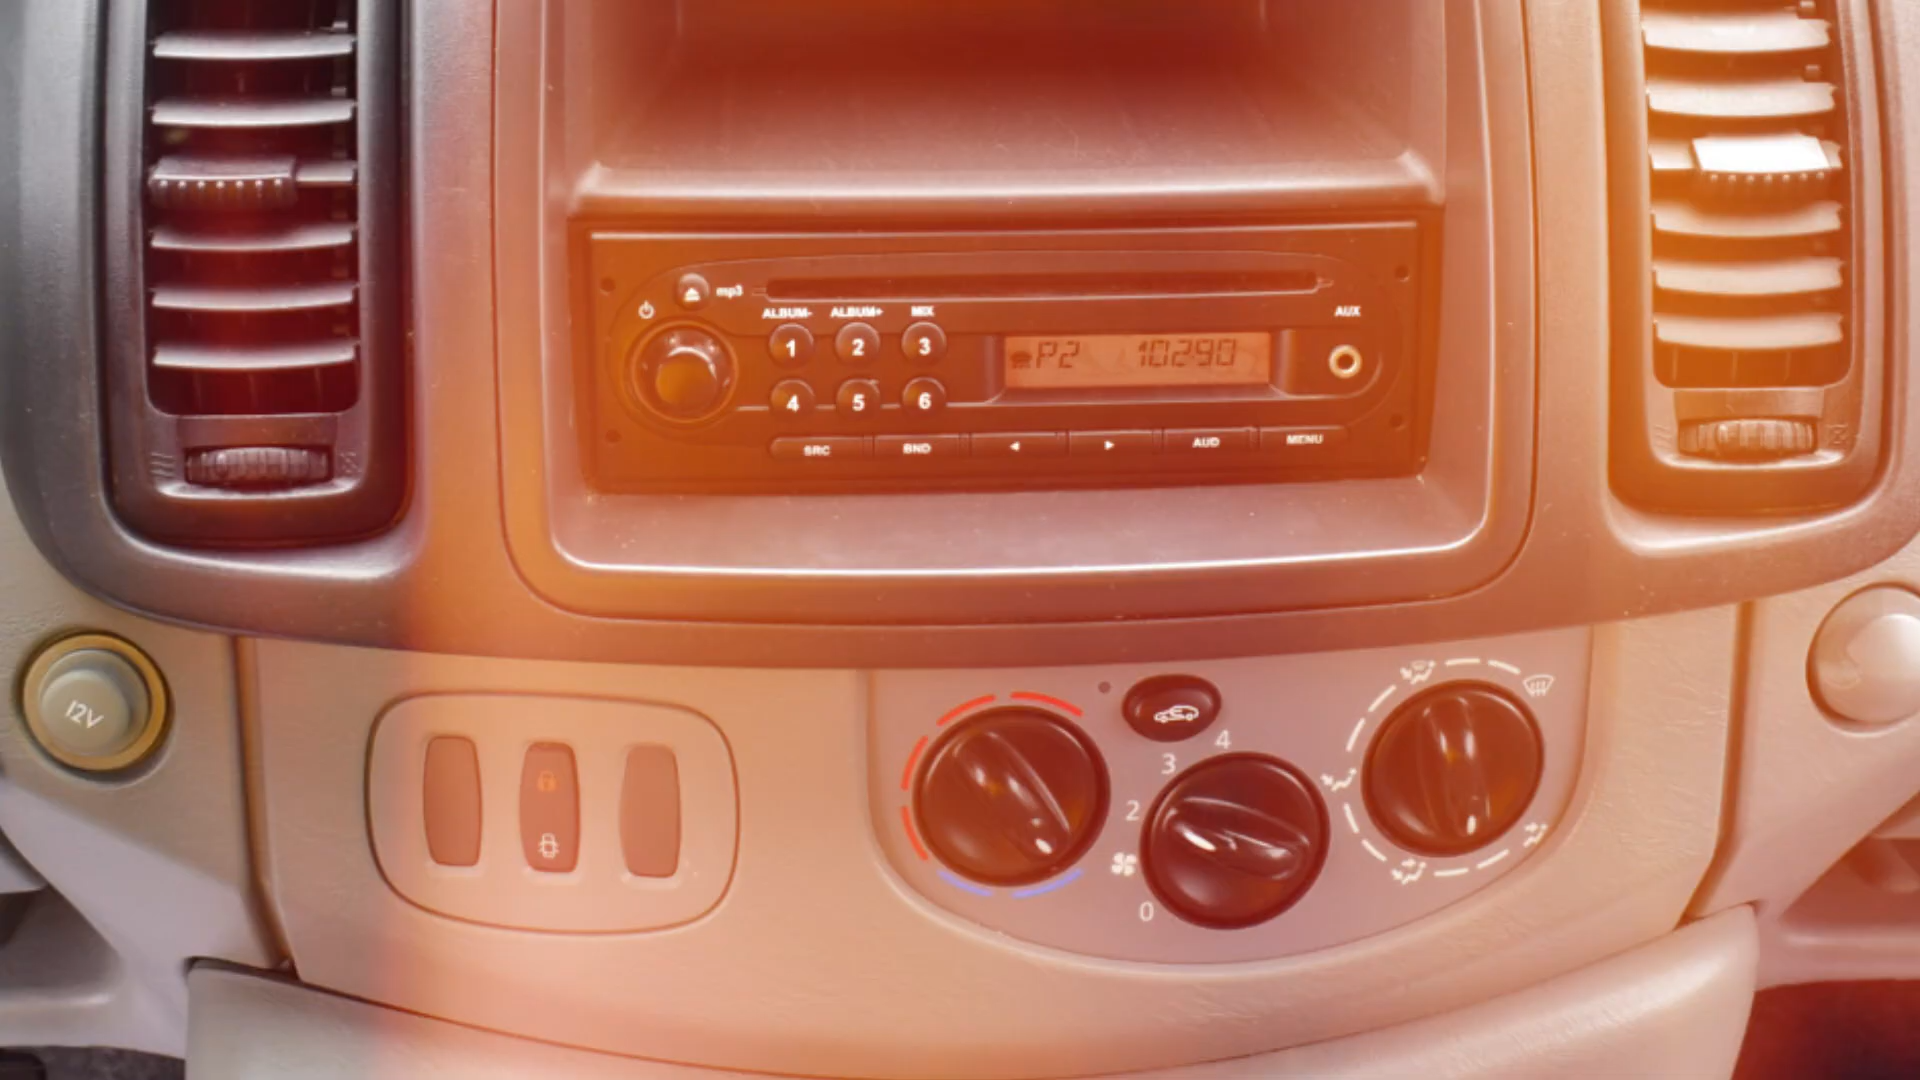 mp3
ALBUM- ALBUM+ MIX
AUX
1 2 3
P2 10290
4 5 6
SRC BND AUD MENU
12V
4
3
2
0